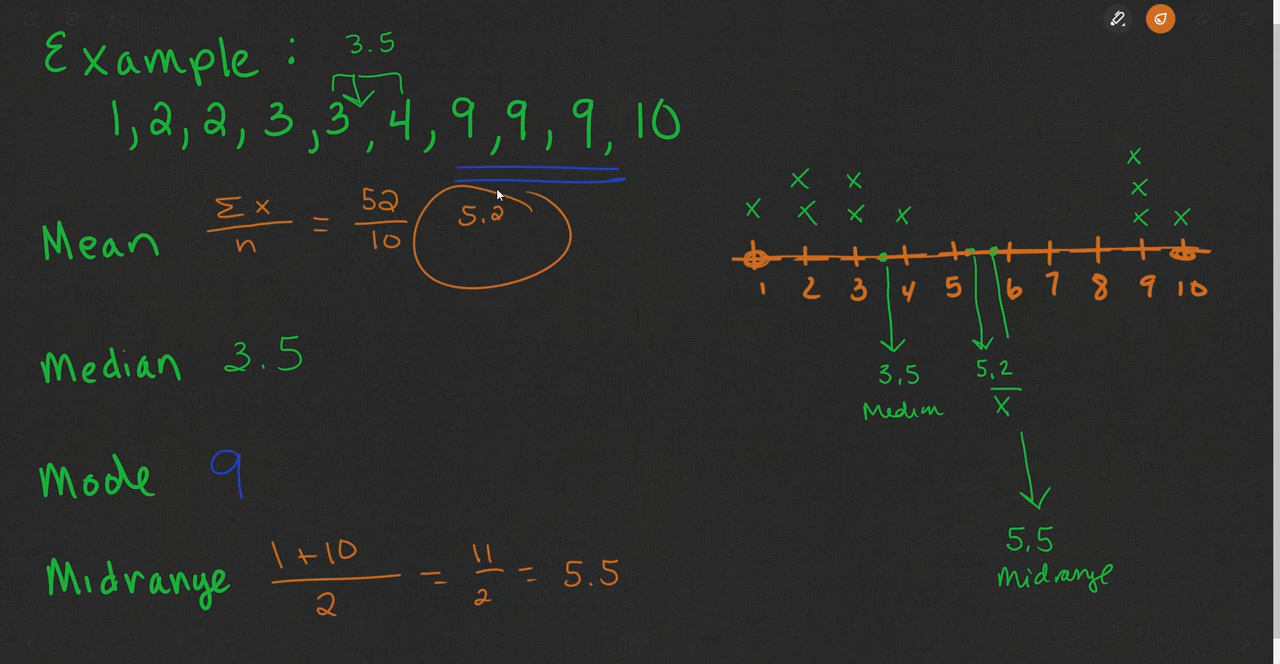 Example :
3.5
1, 2, 2, 3, 3, 4, 9, 9, 9, 10
Mean Σx/n = 52/10 5.2
Median 3.5
Mode 9
Midrange (1+10)/2 = 11/2 = 5.5
x
x x x
x x x x x x
1 2 3 4 5 6 7 8 9 10
3.5 5.2
Median x
5.5
Midrange